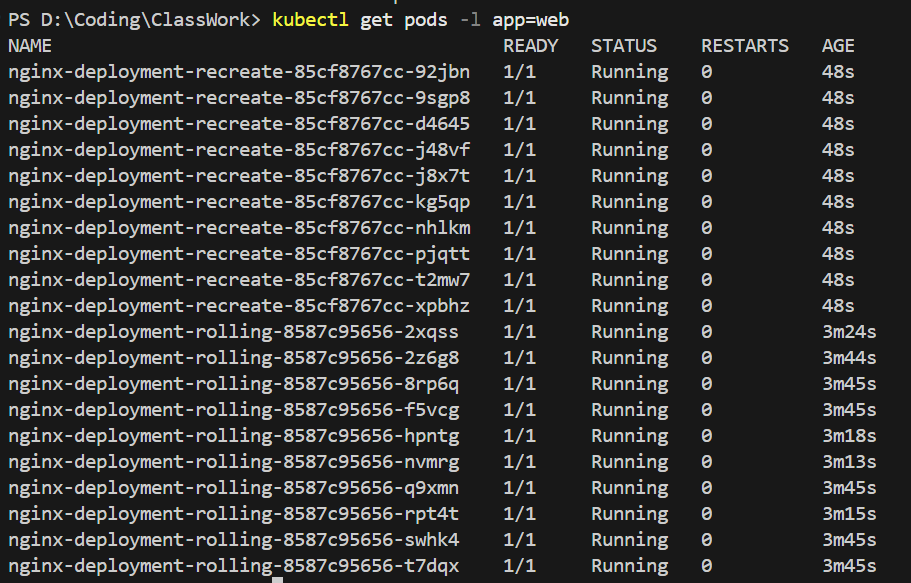 PS D:\Coding\ClassWork> kubectl get pods -l app=web
NAME READY STATUS RESTARTS AGE
nginx-deployment-recreate-85cf8767cc-92jbn 1/1 Running 0 48s
nginx-deployment-recreate-85cf8767cc-9sgp8 1/1 Running 0 48s
nginx-deployment-recreate-85cf8767cc-d4645 1/1 Running 0 48s
nginx-deployment-recreate-85cf8767cc-j48vf 1/1 Running 0 48s
nginx-deployment-recreate-85cf8767cc-j8x7t 1/1 Running 0 48s
nginx-deployment-recreate-85cf8767cc-kg5qp 1/1 Running 0 48s
nginx-deployment-recreate-85cf8767cc-nhlkm 1/1 Running 0 48s
nginx-deployment-recreate-85cf8767cc-pjqtt 1/1 Running 0 48s
nginx-deployment-recreate-85cf8767cc-t2mw7 1/1 Running 0 48s
nginx-deployment-recreate-85cf8767cc-xpbhz 1/1 Running 0 48s
nginx-deployment-rolling-8587c95656-2xqss 1/1 Running 0 3m24s
nginx-deployment-rolling-8587c95656-2z6g8 1/1 Running 0 3m44s
nginx-deployment-rolling-8587c95656-8rp6q 1/1 Running 0 3m45s
nginx-deployment-rolling-8587c95656-f5vcg 1/1 Running 0 3m45s
nginx-deployment-rolling-8587c95656-hpntg 1/1 Running 0 3m18s
nginx-deployment-rolling-8587c95656-nvmrg 1/1 Running 0 3m13s
nginx-deployment-rolling-8587c95656-q9xmn 1/1 Running 0 3m45s
nginx-deployment-rolling-8587c95656-rpt4t 1/1 Running 0 3m15s
nginx-deployment-rolling-8587c95656-swhk4 1/1 Running 0 3m45s
nginx-deployment-rolling-8587c95656-t7dqx 1/1 Running 0 3m45s